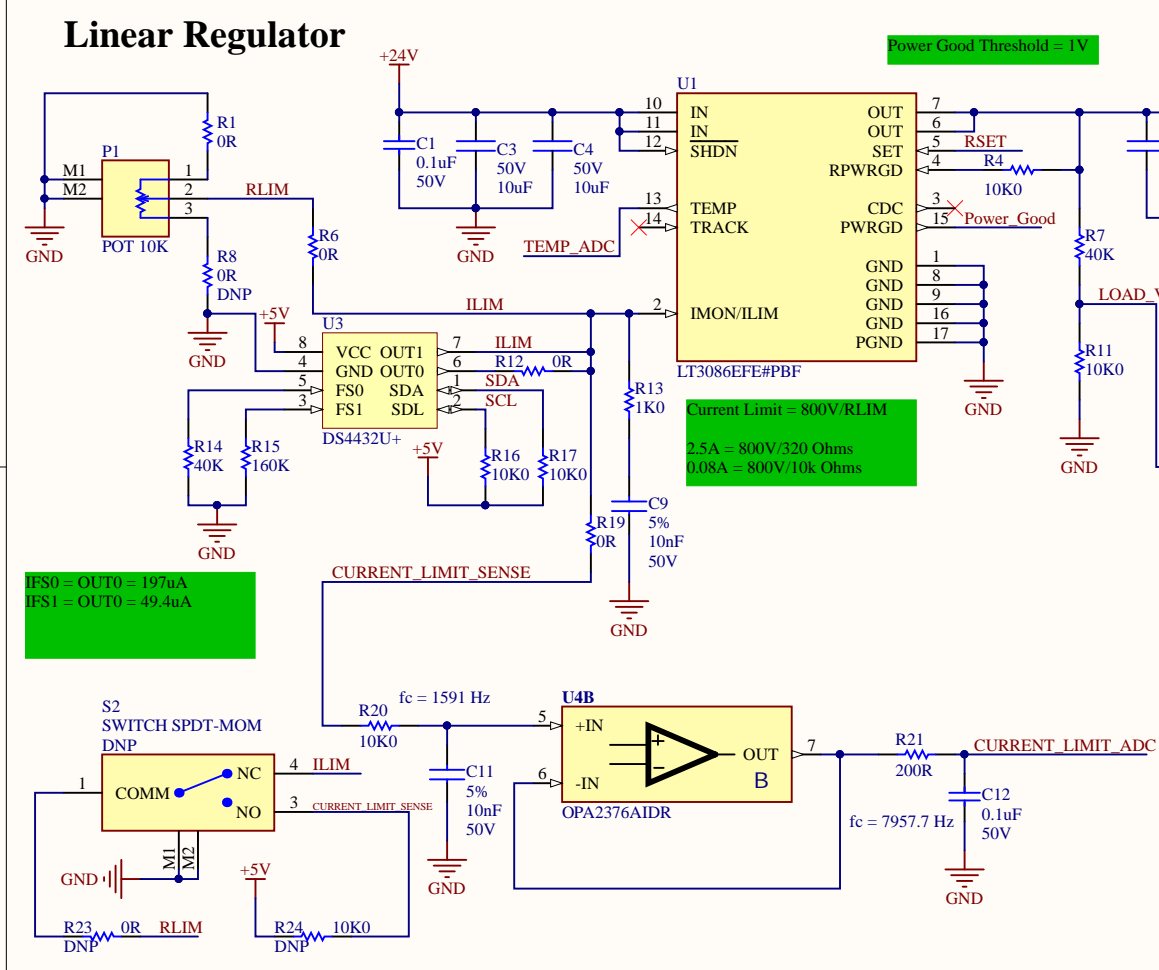 Linear Regulator
Power Good Threshold = 1V
+24V
U1
R1
0R
P1
M1
M2
1
2
3
RLIM
POT 10K
GND
R8
0R
DNP
GND
R6
0R
C1
0.1uF
50V
C3
50V
10uF
C4
50V
10uF
GND
TEMP_ADC
10
11
12
13
14
2
IN
IN
SHDN
TEMP
TRACK
IMON/ILIM
OUT
OUT
SET
RPWRGD
CDC
PWRGD
GND
GND
GND
GND
PGND
7
6
5
4
3
15
1
8
9
16
17
LT3086EFE#PBF
RSET
R4
10K0
Power_Good
GND
R7
40K
LOAD_V
R11
10K0
GND
ILIM
+5V
U3
8
4
5
3
VCC
GND
FS0
FS1
OUT1
OUT0
SDA
SDL
7
6
1
2
DS4432U+
ILIM
R12
0R
SDA
SCL
R13
1K0
R14
40K
R15
160K
GND
+5V
R16
10K0
R17
10K0
R19
0R
C9
5%
10nF
50V
GND
Current Limit = 800V/RLIM
2.5A = 800V/320 Ohms
0.08A = 800V/10k Ohms
IFS0 = OUT0 = 197uA
IFS1 = OUT0 = 49.4uA
CURRENT_LIMIT_SENSE
S2
SWITCH SPDT-MOM
DNP
1
COMM
NC
NO
4
3
ILIM
CURRENT_LIMIT_SENSE
M1
M2
GND
R23
0R
DNP
RLIM
+5V
R24
10K0
DNP
R20
10K0
fc = 1591 Hz
C11
5%
10nF
50V
GND
U4B
5
6
+IN
-IN
OUT
B
7
OPA2376AIDR
R21
200R
fc = 7957.7 Hz
CURRENT_LIMIT_ADC
C12
0.1uF
50V
GND